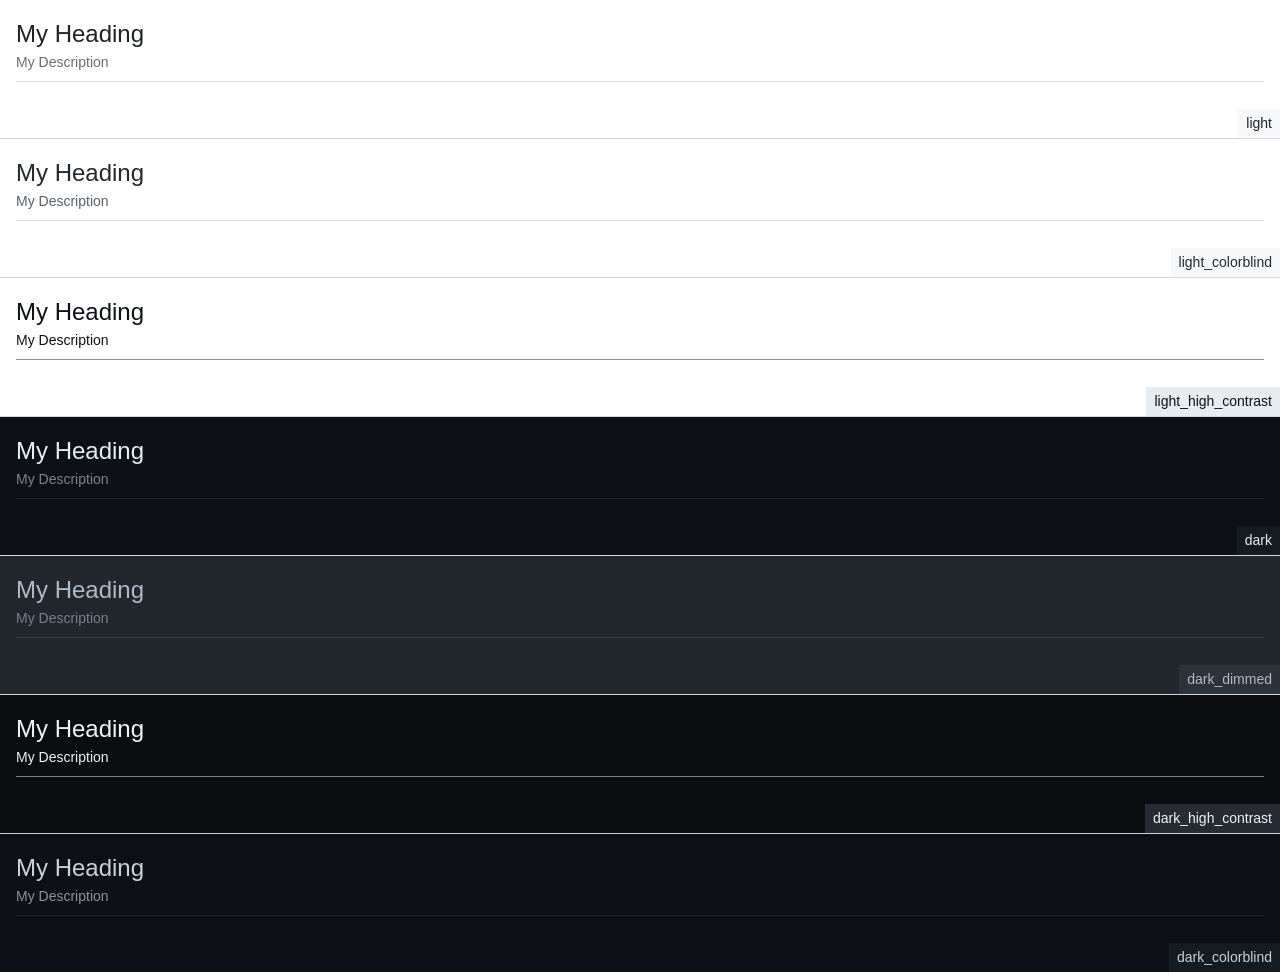 My Heading
My Description
light
My Heading
My Description
light_colorblind
My Heading
My Description
light_high_contrast
My Heading
My Description
dark
My Heading
My Description
dark_dimmed
My Heading
My Description
dark_high_contrast
My Heading
My Description
dark_colorblind